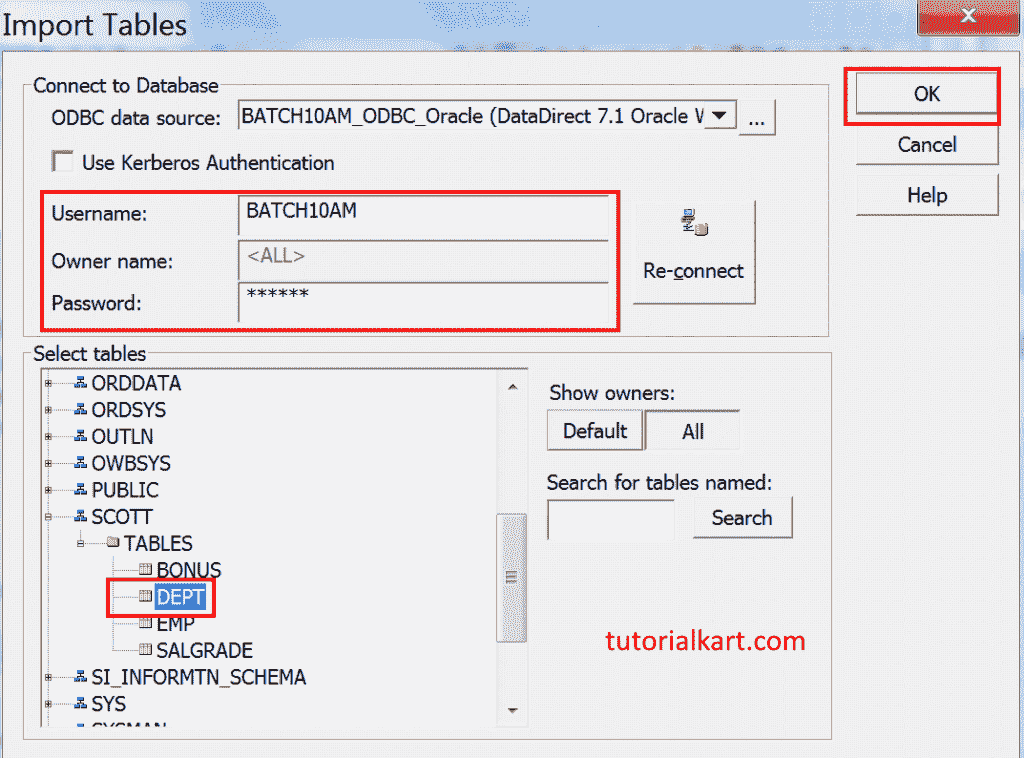 Import Tables
Connect to Database
ODBC data source: BATCH10AM_ODBC_Oracle (DataDirect 7.1 Oracle W ...
Use Kerberos Authentication
Username: BATCH10AM
Owner name: <ALL>
Password: ******
Re-connect
OK
Cancel
Help
Select tables
ORDDATA
ORDSYS
OUTLN
OWBSYS
PUBLIC
SCOTT
TABLES
BONUS
DEPT
EMP
SALGRADE
SI_INFORMTN_SCHEMA
SYS
SYSMAN
Show owners:
Default All
Search for tables named:
Search
tutorialkart.com